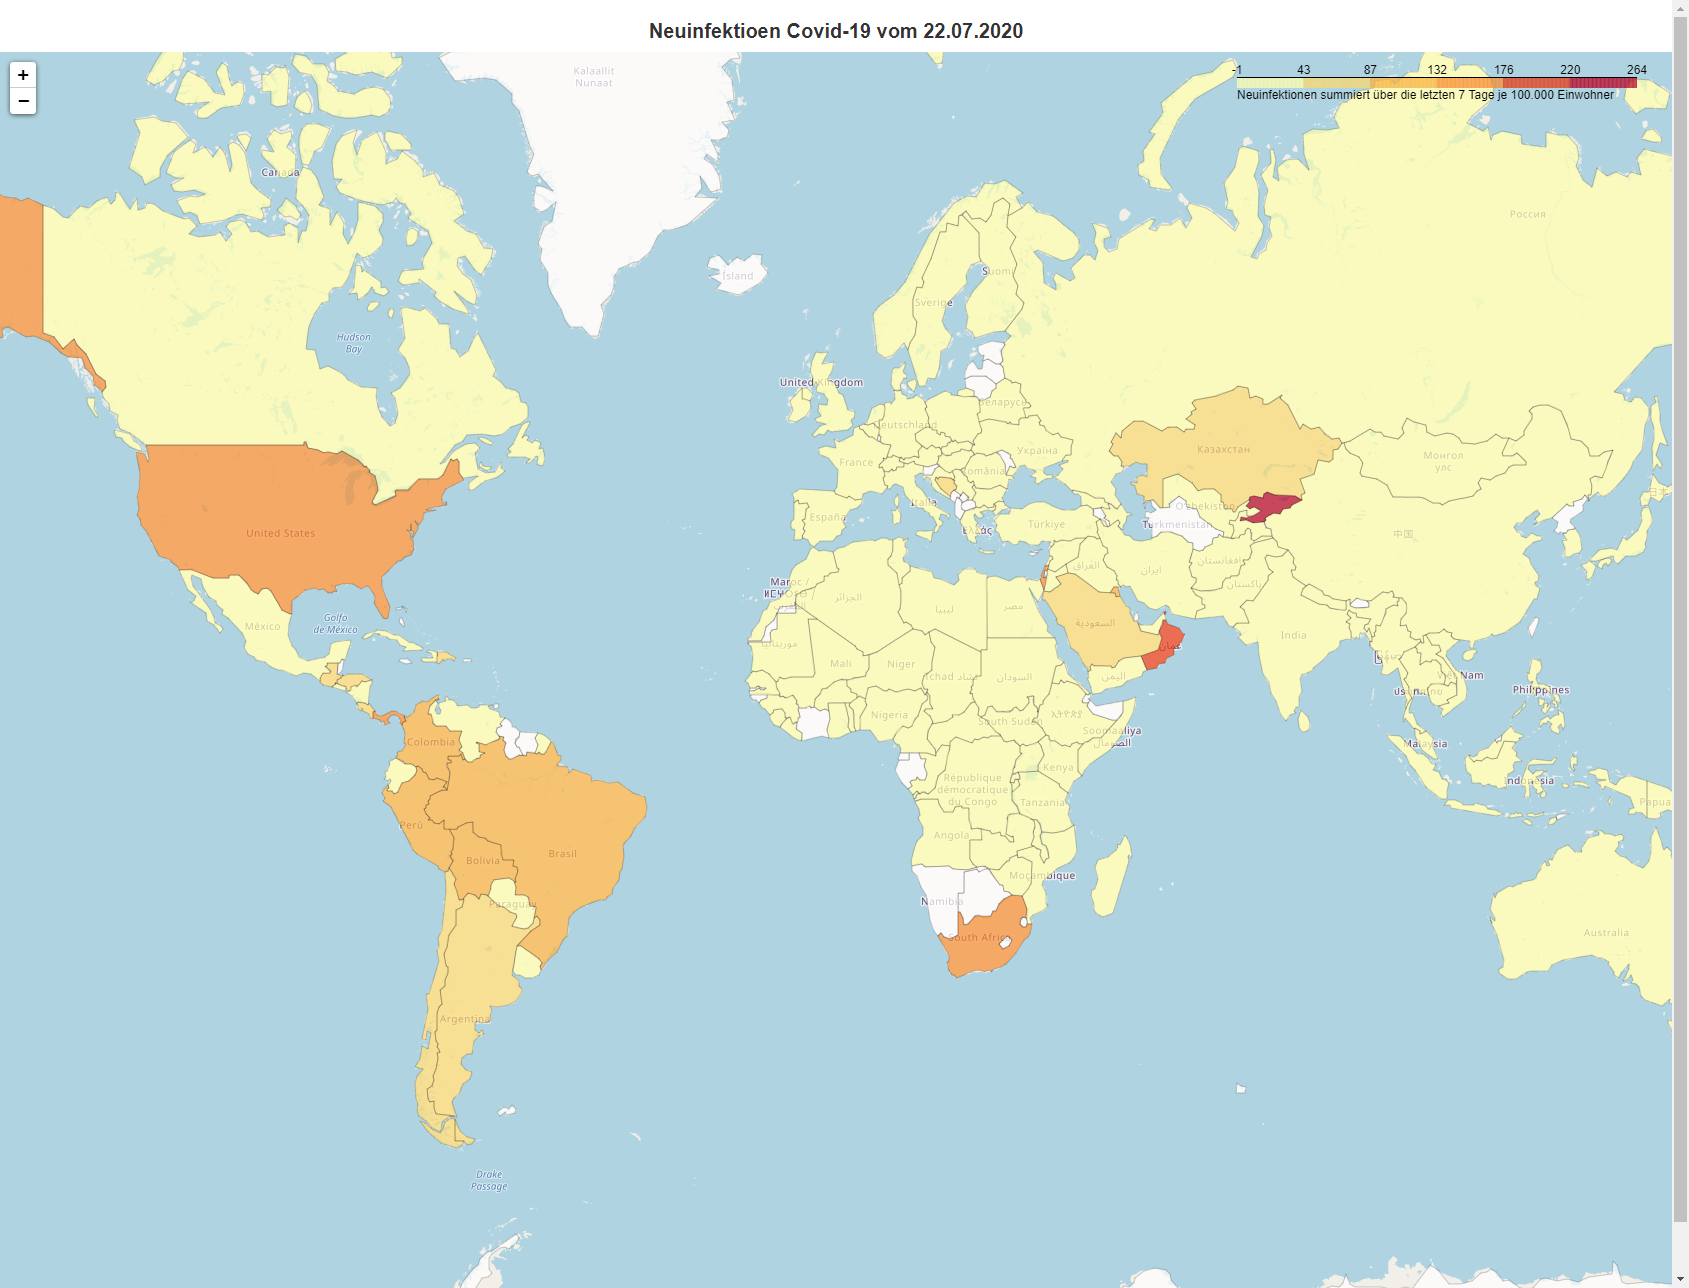 Neuinfektioen Covid-19 vom 22.07.2020
+
−
-1 43 87 132 176 220 264
Neuinfektionen summiert über die letzten 7 Tage je 100.000 Einwohner
Kalaallit
Nunaat
Canada
Россия
Ísland
Suomi
Sverige
Hudson
Bay
United Kingdom
Беларусь
Deutschland
Україна
Казахстан
Монгол
улс
France
România
日本
Italia
España
Oʻzbekiston
Türkiye
Türkmenistan
Ελλάς
United States
中国
العراق
ایران
افغانستان
پاکستان
Maroc /
الجزائر
ليبيا
مصر
Golfo
de México
México
السعودية
India
موريتانيا
عمان
Mali
Niger
Tchad تشاد
السودان
اليمن
Việt Nam
Philippines
Nigeria
South Sudan
Soomaaliya
الصومال
Colombia
Malaysia
Kenya
République
démocratique
du Congo
Indonesia
Tanzania
Papua
Perú
Angola
Brasil
Bolivia
Moçambique
Namibia
Paraguay
South Africa
Australia
Argentina
Drake
Passage